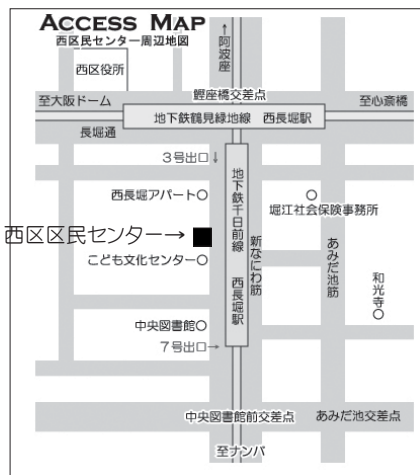 ACCESS MAP
西区民センター周辺地図
↑阿波座
西区役所
鰹座橋交差点
至大阪ドーム
至心斎橋
地下鉄鶴見緑地線 西長堀駅
長堀通
3号出口↓
地下鉄千日前線 西長堀駅
西長堀アパート
堀江社会保険事務所
西区区民センター→
新なにわ筋
あみだ池筋
こども文化センター
和光寺
中央図書館
7号出口→
中央図書館前交差点
あみだ池交差点
至ナンバ